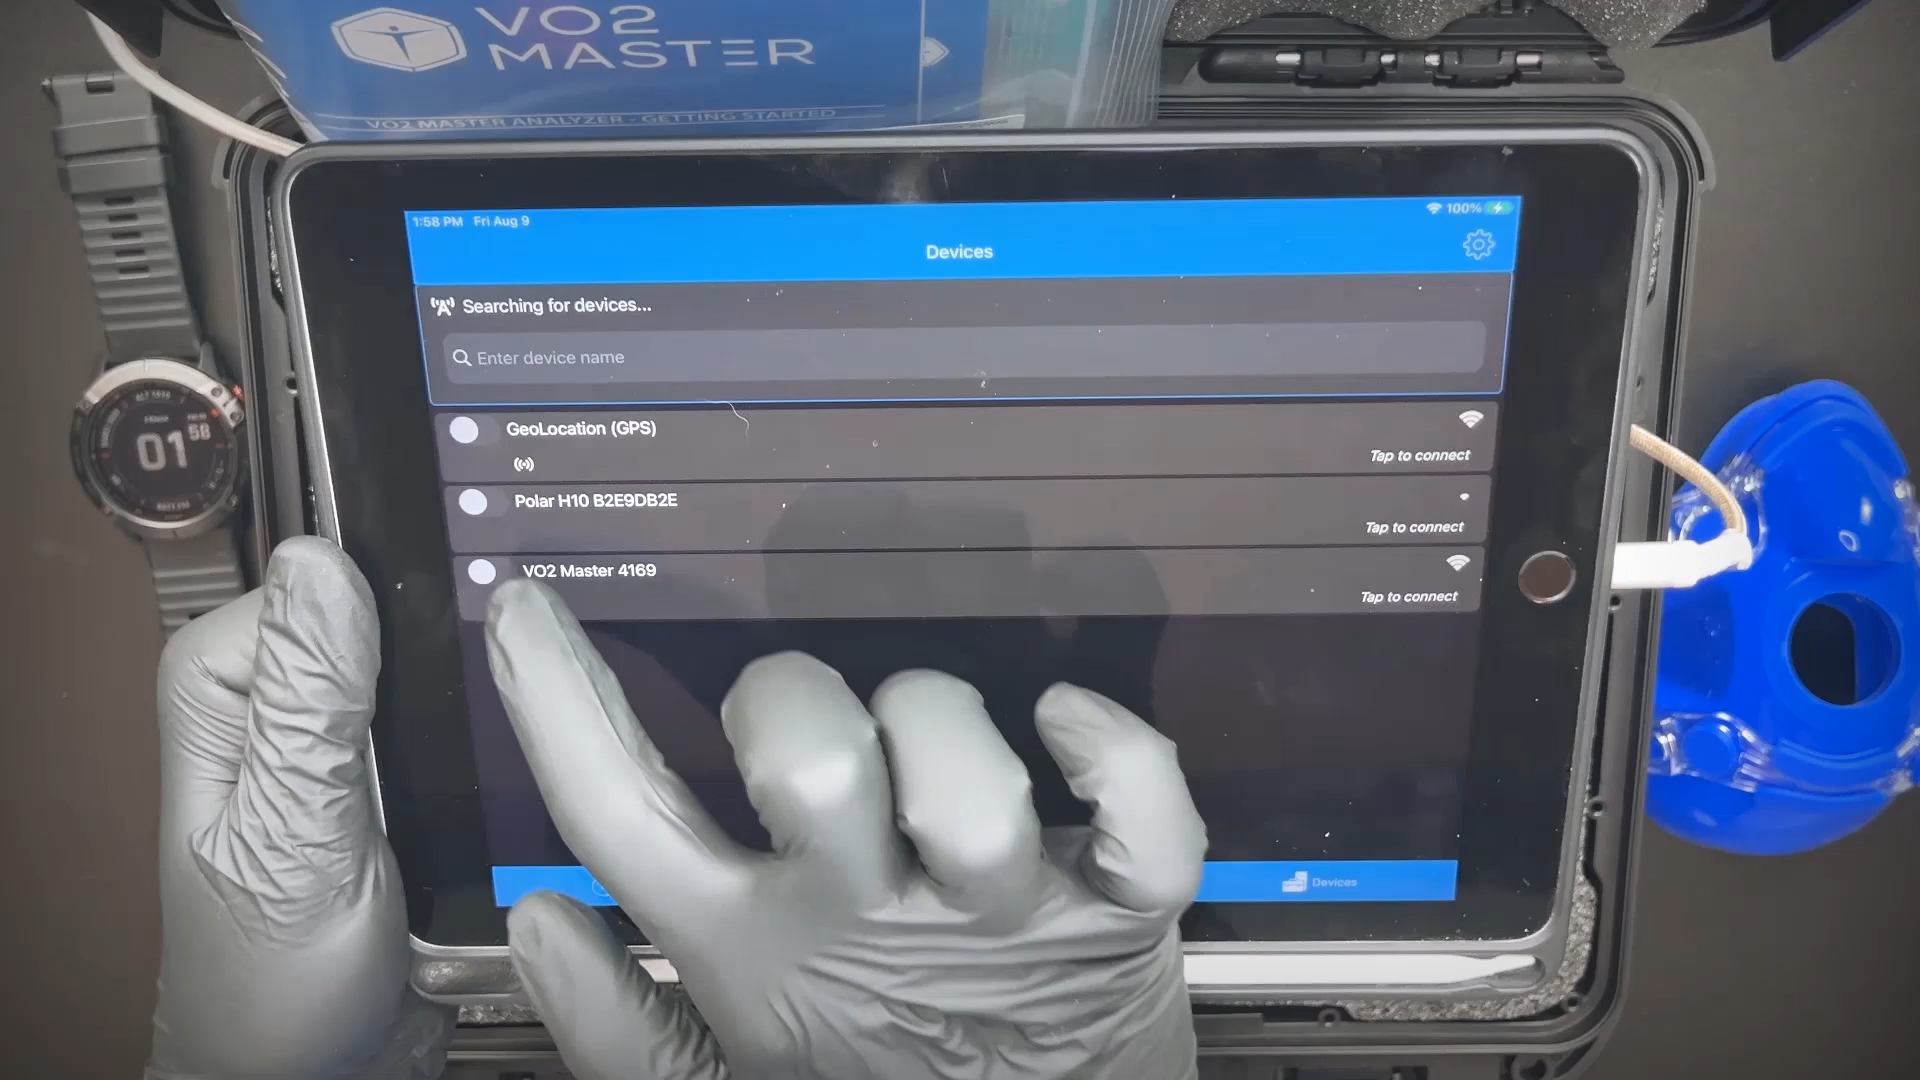 VO2
MASTER
VO2 MASTER ANALYZER - GETTING STARTED
1:58 PM Fri Aug 9
100%
Devices
Searching for devices...
Enter device name
GeoLocation (GPS)
Tap to connect
Polar H10 B2E9DB2E
Tap to connect
VO2 Master 4169
Tap to connect
Devices
01
58